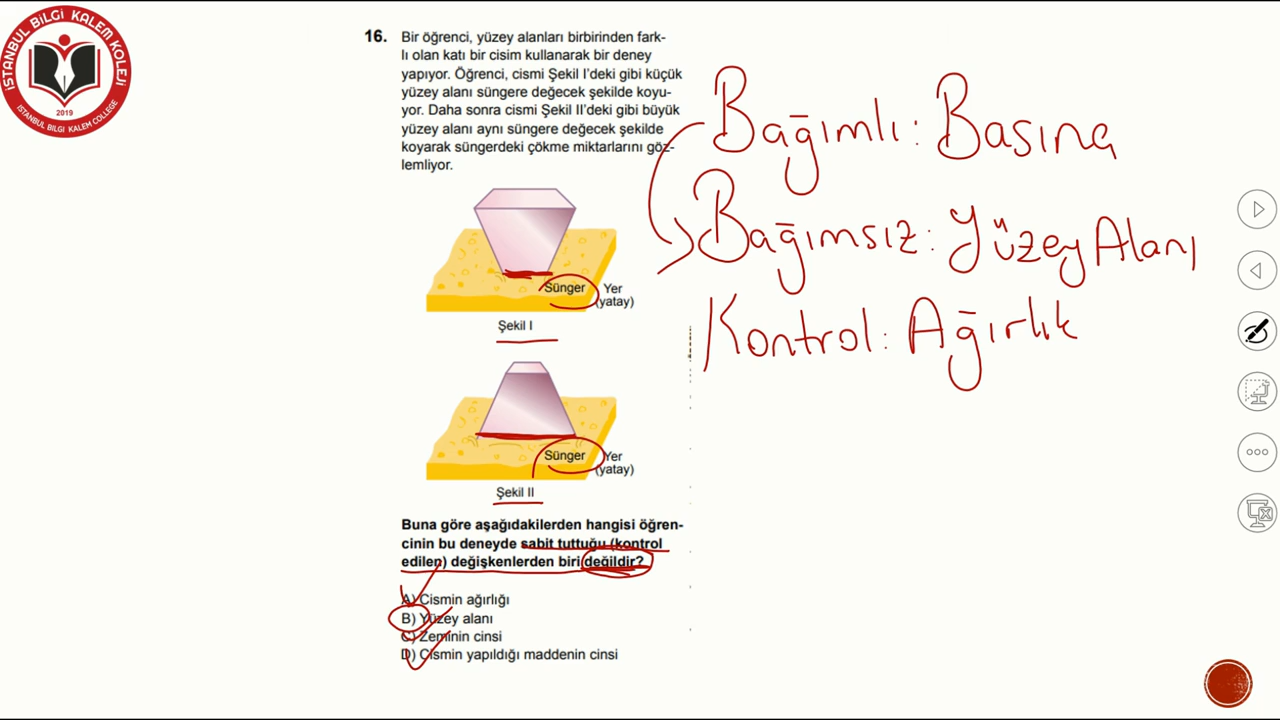 İSTANBUL BİLGİ KALEM KOLEJİ
2019
ISTANBUL BILGI KALEM COLLEGE
16. Bir öğrenci, yüzey alanları birbirinden fark-
lı olan katı bir cisim kullanarak bir deney
yapıyor. Öğrenci, cismi Şekil I'deki gibi küçük
yüzey alanı süngere değecek şekilde koyu-
yor. Daha sonra cismi Şekil II'deki gibi büyük
yüzey alanı aynı süngere değecek şekilde
koyarak süngerdeki çökme miktarlarını göz-
lemliyor.
Sünger
Yer
(yatay)
Şekil I
Sünger
Yer
(yatay)
Şekil II
Buna göre aşağıdakilerden hangisi öğren-
cinin bu deneyde sabit tuttuğu (kontrol
edilen) değişkenlerden biri değildir?
A) Cismin ağırlığı
B) Yüzey alanı
C) Zeminin cinsi
D) Cismin yapıldığı maddenin cinsi
Bağımlı: Basınç
Bağımsız: Yüzey Alanı
Kontrol: Ağırlık